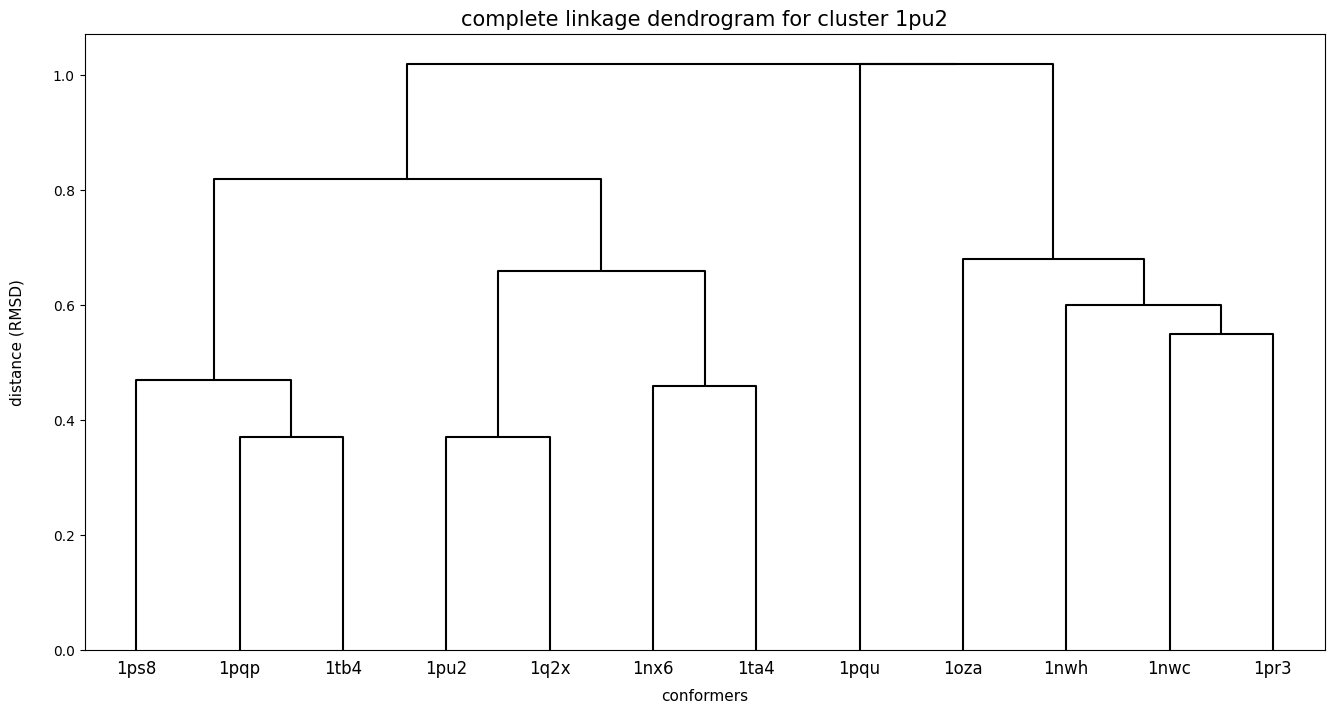 complete linkage dendrogram for cluster 1pu2
1.0
0.8
0.6
0.4
0.2
0.0
distance (RMSD)
1ps8 1pqp 1tb4 1pu2 1q2x 1nx6 1ta4 1pqu 1oza 1nwh 1nwc 1pr3
conformers